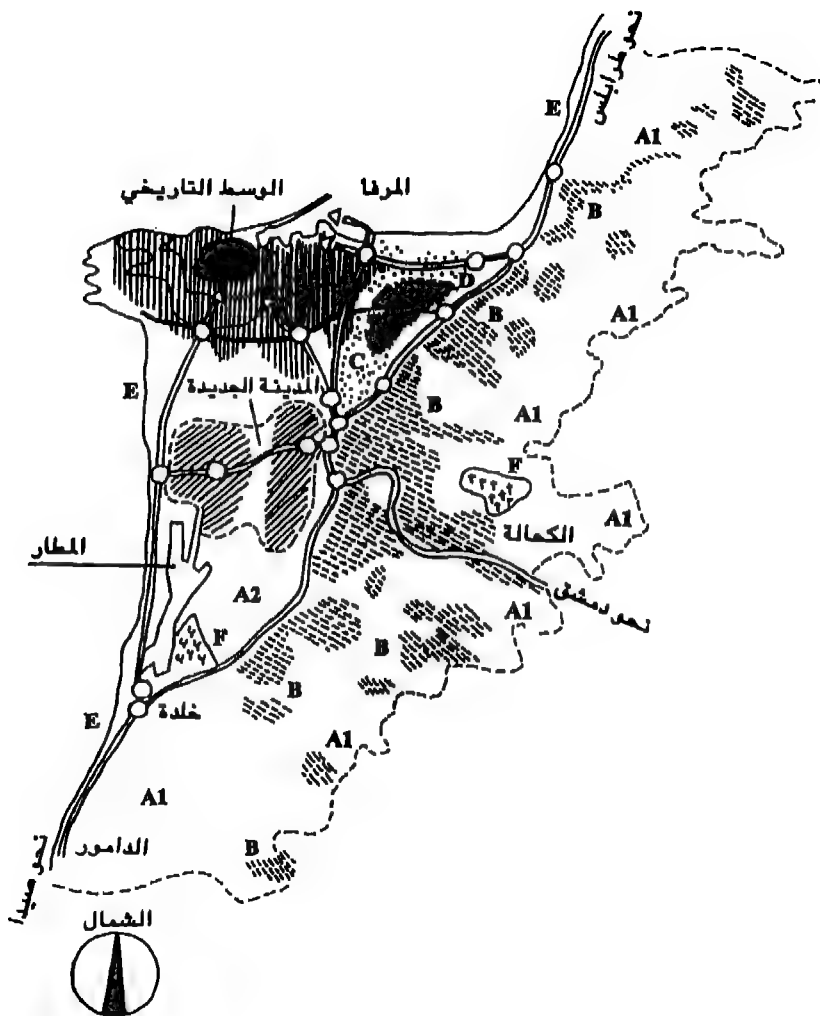 نحو طرابلس
E
A1
الوسط التاريخي
المرفأ
B
A1
D
B
C
E
المدينة الجديدة
B
A1
F
A1
الكحالة
المطار
A2
A1
نحو دمشق
F
B
B
خلدة
E
A1
A1
الدامور
B
نحو صيدا
الشمال